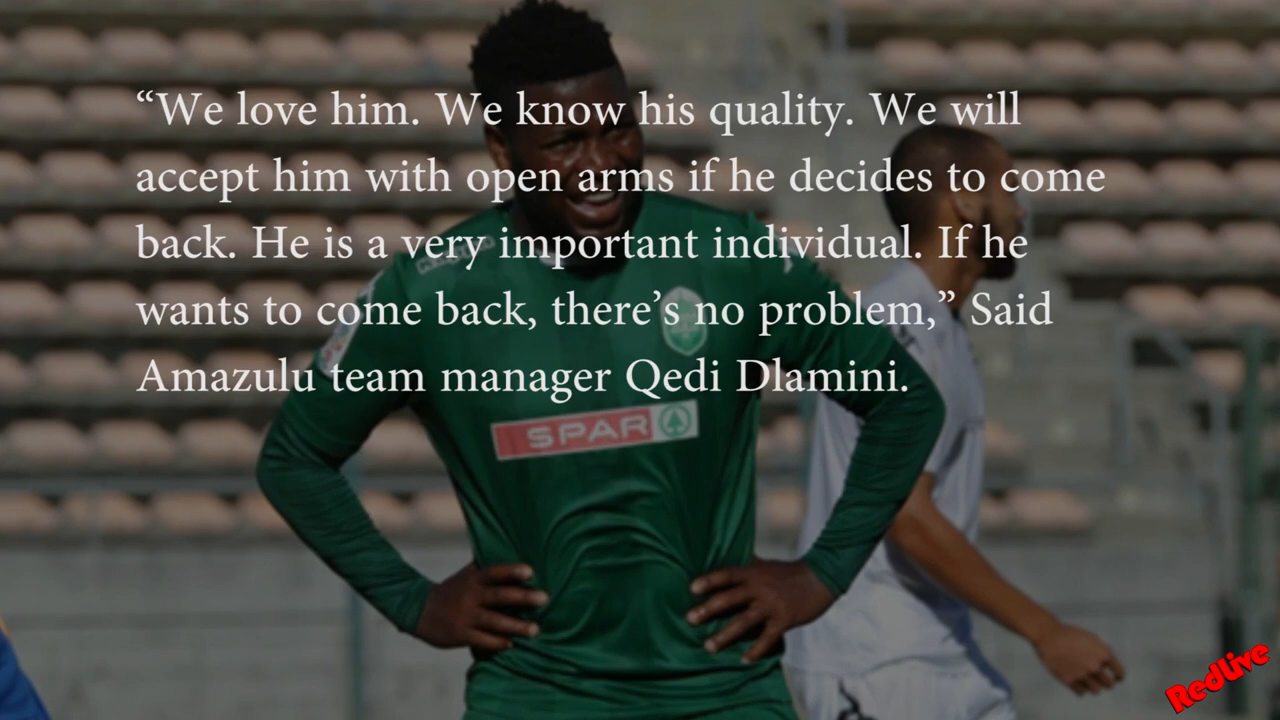 “We love him. We know his quality. We will
accept him with open arms if he decides to come
back. He is a very important individual. If he
wants to come back, there’s no problem,” Said
Amazulu team manager Qedi Dlamini.
SPAR
Redlive